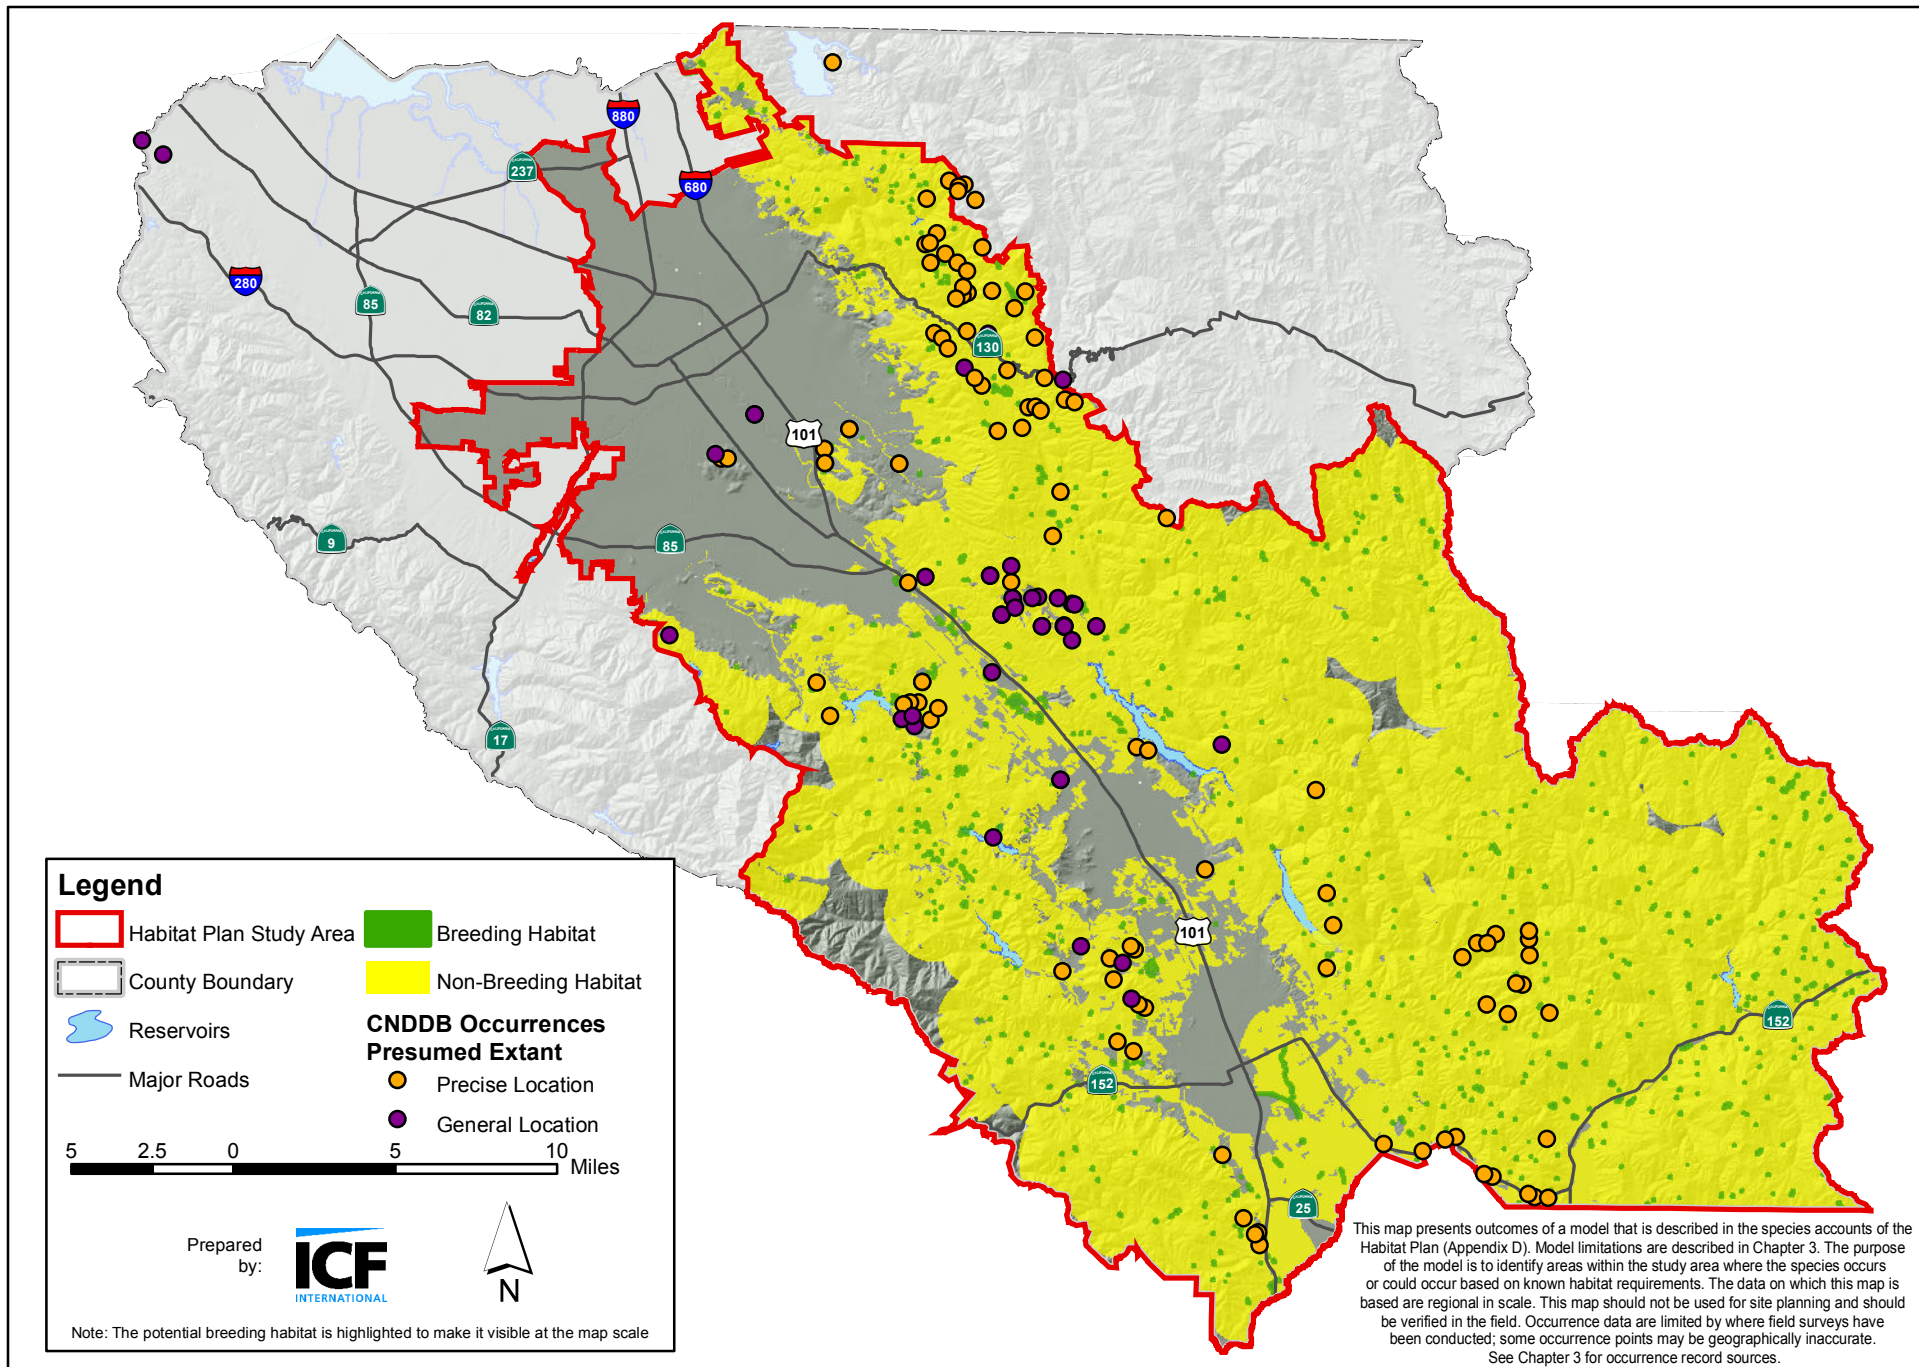 880
237
680
280
85
82
130
101
9
85
17
101
152
152
25
Legend
Habitat Plan Study Area
County Boundary
Reservoirs
Major Roads
Breeding Habitat
Non-Breeding Habitat
CNDDB Occurrences
Presumed Extant
Precise Location
General Location
5 2.5 0 5 10 Miles
Prepared
by:
ICF
INTERNATIONAL
N
Note: The potential breeding habitat is highlighted to make it visible at the map scale
This map presents outcomes of a model that is described in the species accounts of the
Habitat Plan (Appendix D). Model limitations are described in Chapter 3. The purpose
of the model is to identify areas within the study area where the species occurs
or could occur based on known habitat requirements. The data on which this map is
based are regional in scale. This map should not be used for site planning and should
be verified in the field. Occurrence data are limited by where field surveys have
been conducted; some occurrence points may be geographically inaccurate.
See Chapter 3 for occurrence record sources.